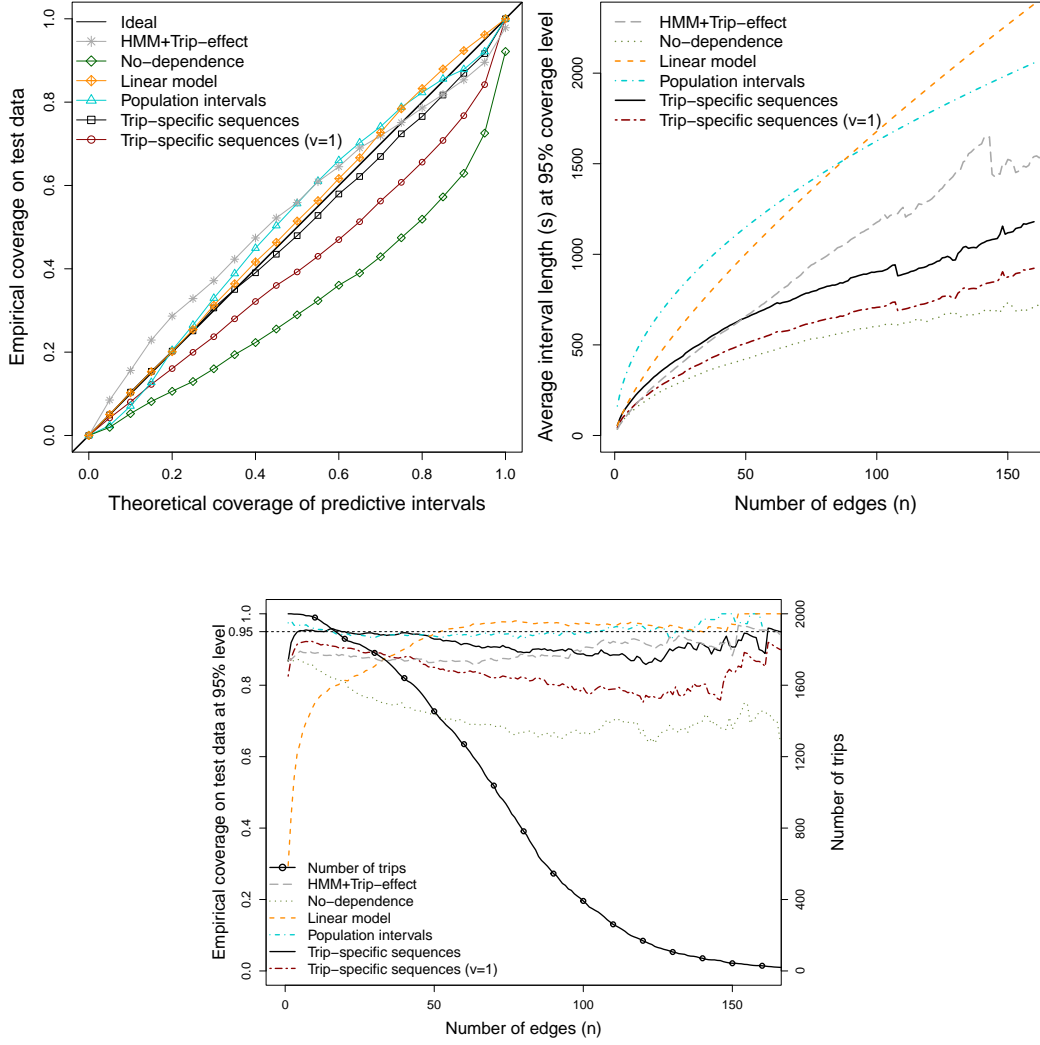 Ideal
HMM+Trip−effect
No−dependence
Linear model
Population intervals
Trip−specific sequences
Trip−specific sequences (v=1)
Empirical coverage on test data
0.0
0.2
0.4
0.6
0.8
1.0
0.0
0.2
0.4
0.6
0.8
1.0
Theoretical coverage of predictive intervals
HMM+Trip−effect
No−dependence
Linear model
Population intervals
Trip−specific sequences
Trip−specific sequences (v=1)
Average interval length (s) at 95% coverage level
0
500
1000
1500
2000
0
50
100
150
Number of edges (n)
Empirical coverage on test data at 95% level
0.0
0.2
0.4
0.6
0.8
0.95
1.0
Number of trips
HMM+Trip−effect
No−dependence
Linear model
Population intervals
Trip−specific sequences
Trip−specific sequences (v=1)
0
400
800
1200
1600
2000
Number of trips
0
50
100
150
Number of edges (n)